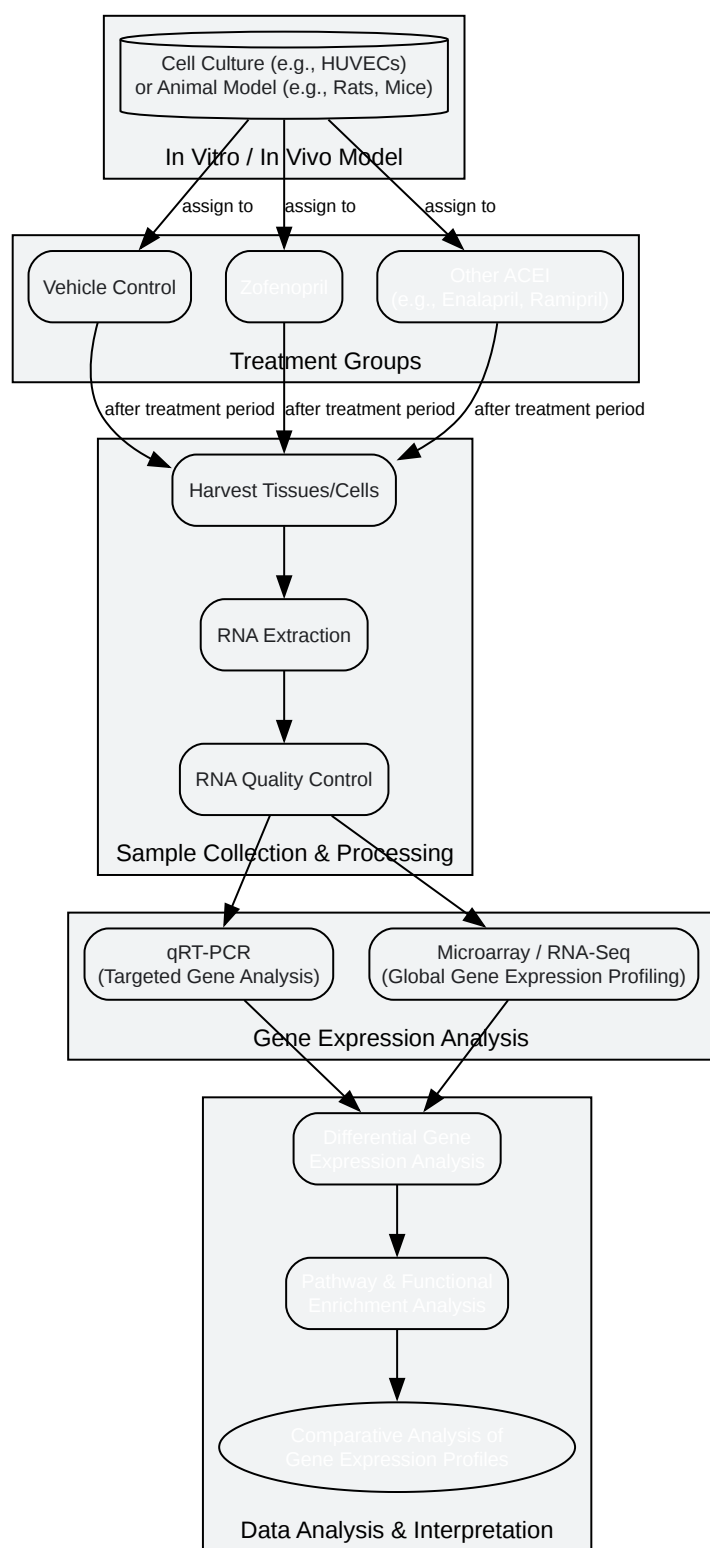 Cell Culture (e.g., HUVECs)
or Animal Model (e.g., Rats, Mice)
In Vitro / In Vivo Model
assign to
assign to
assign to
Vehicle Control
Zofenopril
Other ACEI
(e.g., Enalapril, Ramipril)
Treatment Groups
after treatment period
after treatment period
after treatment period
Harvest Tissues/Cells
RNA Extraction
RNA Quality Control
Sample Collection & Processing
qRT-PCR
(Targeted Gene Analysis)
Microarray / RNA-Seq
(Global Gene Expression Profiling)
Gene Expression Analysis
Differential Gene
Expression Analysis
Pathway & Functional
Enrichment Analysis
Comparative Analysis of
Gene Expression Profiles
Data Analysis & Interpretation